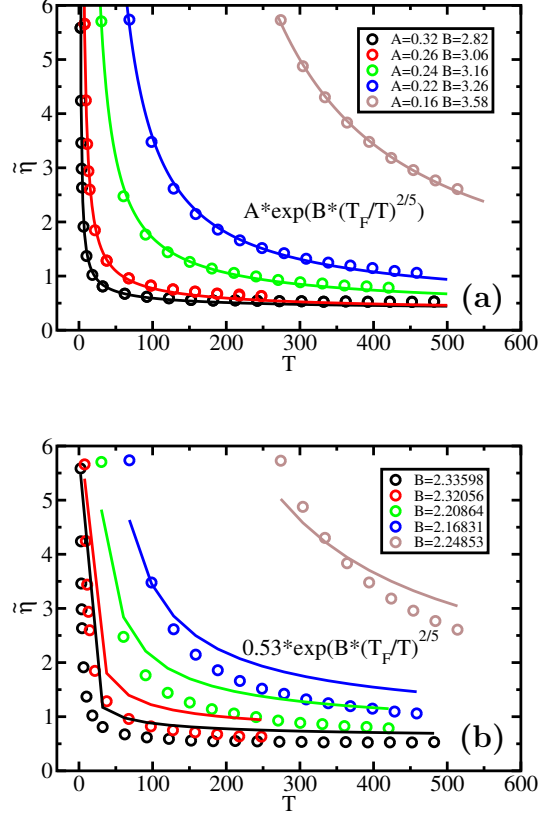 6
5
4
3
2
1
0
η̃
A=0.32 B=2.82
A=0.26 B=3.06
A=0.24 B=3.16
A=0.22 B=3.26
A=0.16 B=3.58
A*exp(B*(T_F/T)^2/5)
(a)
0 100 200 300 400 500 600
T
6
5
4
3
2
1
0
η̃
B=2.33598
B=2.32056
B=2.20864
B=2.16831
B=2.24853
0.53*exp(B*(T_F/T)^2/5
(b)
0 100 200 300 400 500 600
T